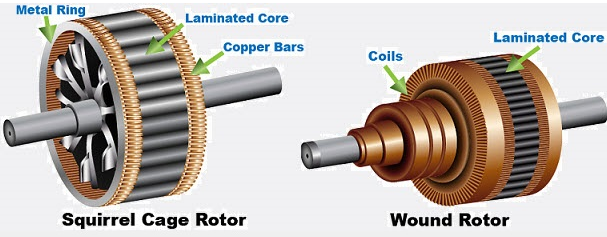 Metal Ring
Laminated Core
Copper Bars
Squirrel Cage Rotor
Laminated Core
Coils
Wound Rotor